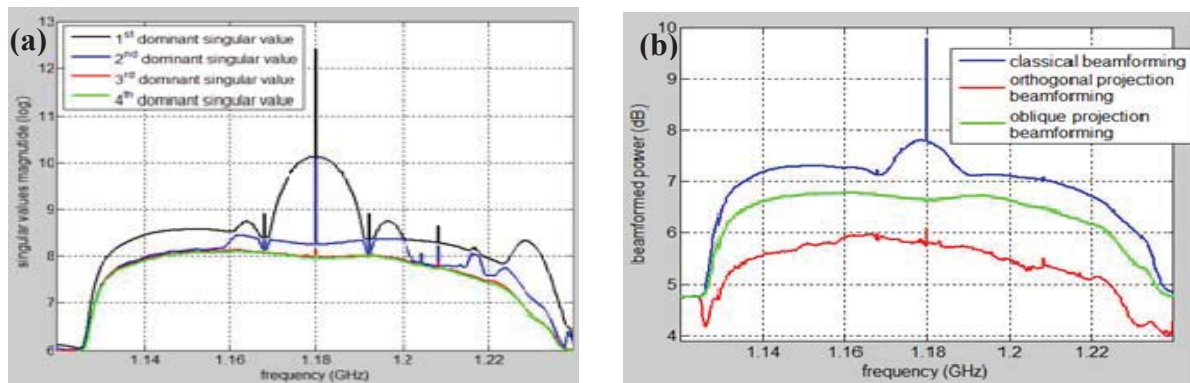 (a)
13
12
11
10
9
8
7
6
singular values magnutide (log)
1st dominant singular value
2nd dominant singular value
3rd dominant singular value
4th dominant singular value
1.14
1.16
1.18
1.2
1.22
frequency (GHz)
(b)
10
9
8
7
6
5
4
beamformed power (dB)
classical beamforming
orthogonal projection
beamforming
oblique projection
beamforming
1.14
1.16
1.18
1.2
1.22
frequency (GHz)